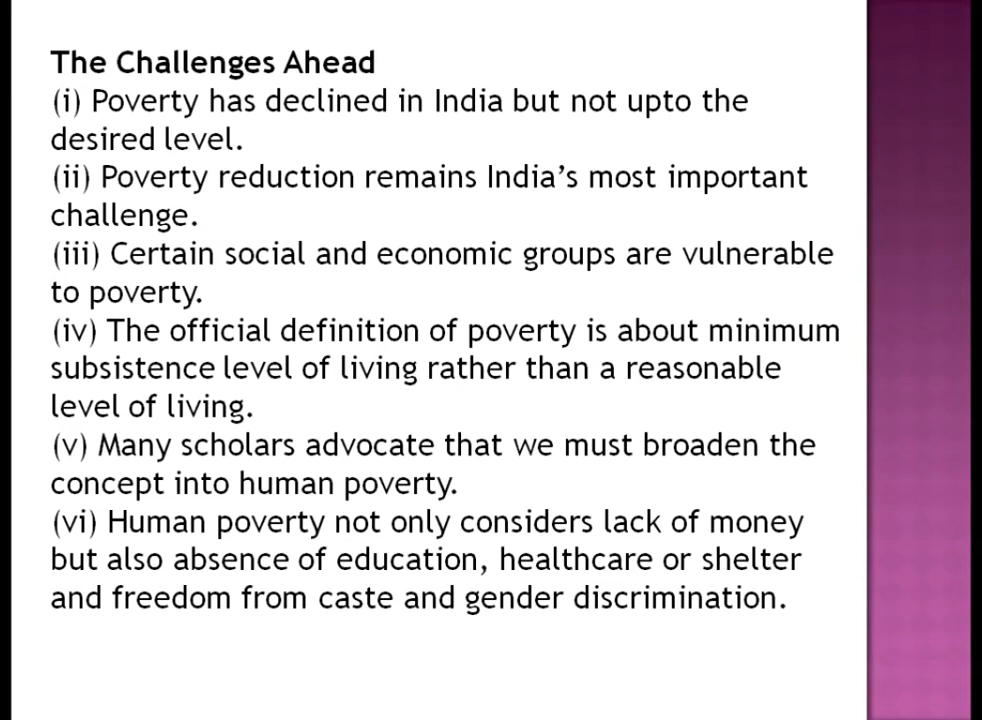 The Challenges Ahead
(i) Poverty has declined in India but not upto the
desired level.
(ii) Poverty reduction remains India’s most important
challenge.
(iii) Certain social and economic groups are vulnerable
to poverty.
(iv) The official definition of poverty is about minimum
subsistence level of living rather than a reasonable
level of living.
(v) Many scholars advocate that we must broaden the
concept into human poverty.
(vi) Human poverty not only considers lack of money
but also absence of education, healthcare or shelter
and freedom from caste and gender discrimination.